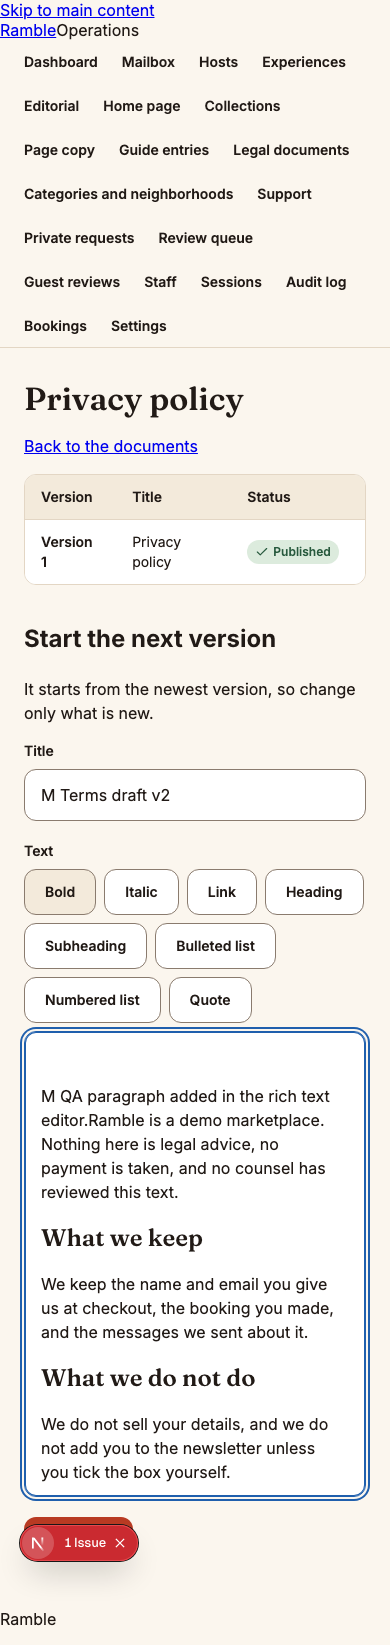 Skip to main content
RambleOperations
Dashboard Mailbox Hosts Experiences
Editorial Home page Collections
Page copy Guide entries Legal documents
Categories and neighborhoods Support
Private requests Review queue
Guest reviews Staff Sessions Audit log
Bookings Settings
Privacy policy
Back to the documents
Version Title Status
Version 1 Privacy policy Published
Start the next version
It starts from the newest version, so change
only what is new.
Title
M Terms draft v2
Text
Bold Italic Link Heading
Subheading Bulleted list
Numbered list Quote
M QA paragraph added in the rich text
editor.Ramble is a demo marketplace.
Nothing here is legal advice, no
payment is taken, and no counsel has
reviewed this text.
What we keep
We keep the name and email you give
us at checkout, the booking you made,
and the messages we sent about it.
What we do not do
We do not sell your details, and we do
not add you to the newsletter unless
you tick the box yourself.
N 1 Issue
Ramble